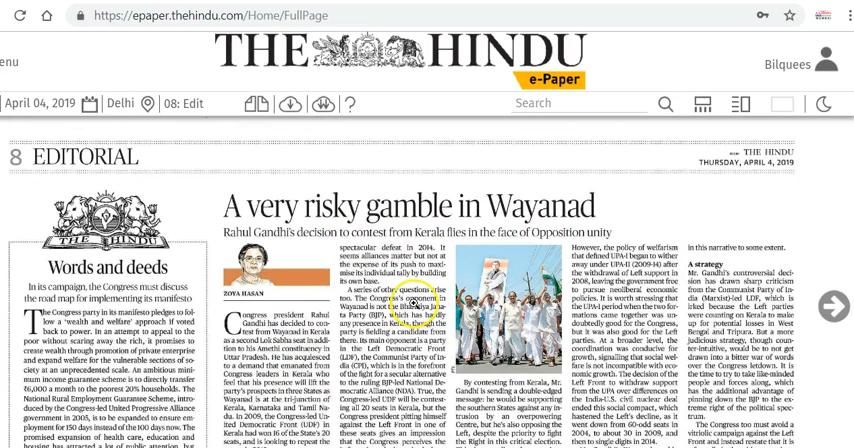 https://epaper.thehindu.com/Home/FullPage
THE HINDU
e-Paper
enu
Bilquees
April 04, 2019
Delhi
08: Edit
?
Search
8 EDITORIAL
THE HINDU
THURSDAY, APRIL 4, 2019
THE HINDU
Words and deeds
In its campaign, the Congress must discuss
the road map for implementing its manifesto
The Congress party in its manifesto pledges to fol-
low a 'wealth and welfare' approach if voted
back to power. In an attempt to appeal to the
poor without scaring away the rich, it promises to
create wealth through promotion of private enterprise
and expand welfare for the vulnerable sections of so-
ciety at an unprecedented scale. An ambitious mini-
mum income guarantee scheme is to directly transfer
₹6,000 a month to the poorest 20% households. The
National Rural Employment Guarantee Scheme, intro-
duced by the Congress-led United Progressive Alliance
government in 2005, is to be expanded to ensure em-
ployment for 150 days instead of the 100 days now. The
promised expansion of health care, education and
housing has attracted a lot of public attention, but
A very risky gamble in Wayanad
Rahul Gandhi's decision to contest from Kerala flies in the face of Opposition unity
ZOYA HASAN
Congress president Rahul
Gandhi has decided to con-
test from Wayanad in Kerala
as a second Lok Sabha seat in addi-
tion to his Amethi constituency in
Uttar Pradesh. He has acquiesced
to a demand that emanated from
Congress leaders in Kerala who
feel that his presence will lift the
party's prospects in three States as
Wayanad is at the tri-junction of
Kerala, Karnataka and Tamil Na-
du. In 2009, the Congress-led Un-
ited Democratic Front (UDF) in
Kerala had won 16 of the State's 20
seats, and is looking to repeat the
spectacular defeat in 2014. It
seems alliances matter but not at
the expense of its push to maxi-
mise its individual tally by building
its own base.
A series of other questions arise
too. The Congress's opponent in
Wayanad is not the Bharatiya Jana-
ta Party (BJP), which has hardly
any presence in Kerala, though the
party is fielding a candidate from
there. Its main opponent is a party
in the Left Democratic Front
(LDF), the Communist Party of In-
dia (CPI), which is in the forefront
of the fight for a secular alternative
to the ruling BJP-led National De-
mocratic Alliance (NDA). True, the
Congress-led UDF will be contest-
ing all 20 seats in Kerala, but the
Congress president pitting himself
against the Left Front in one of
these seats gives an impression
that the Congress perceives the
By contesting from Kerala, Mr.
Gandhi is sending a double-edged
message: he would be supporting
the southern States against any in-
trusion by an overpowering
Centre, but he's also opposing the
Left, despite the priority to fight
the Right in this critical election.
However, the policy of welfarism
that defined UPA-I began to wither
away under UPA-II (2009-14) after
the withdrawal of Left support in
2008, leaving the government free
to pursue neoliberal economic
policies. It is worth stressing that
the UPA-I period when the two for-
mations came together was un-
doubtedly good for the Congress,
but it was also good for the Left
parties. At a broader level, the
coordination was conducive for
growth, signalling that social wel-
fare is not incompatible with eco-
nomic growth. The decision of the
Left Front to withdraw support
from the UPA over differences on
the India-U.S. civil nuclear deal
ended this social compact, which
hastened the Left's decline, as it
went down from 60-odd seats in
2004, to about 30 in 2009, and
then to single digits in 2014.
in this narrative to some extent.
A strategy
Mr. Gandhi's controversial deci-
sion has drawn sharp criticism
from the Communist Party of In-
dia (Marxist)-led LDF, which is
irked because the Left parties
were counting on Kerala to make
up for potential losses in West
Bengal and Tripura. But a more
judicious strategy, though coun-
ter-intuitive, would be to not get
drawn into a bitter war of words
over the Congress letdown. It is
the time to try to take like-minded
people and forces along, which
has the additional advantage of
pinning down the BJP to the ex-
treme right of the political spec-
trum.
The Congress too must avoid a
vitriolic campaign against the Left